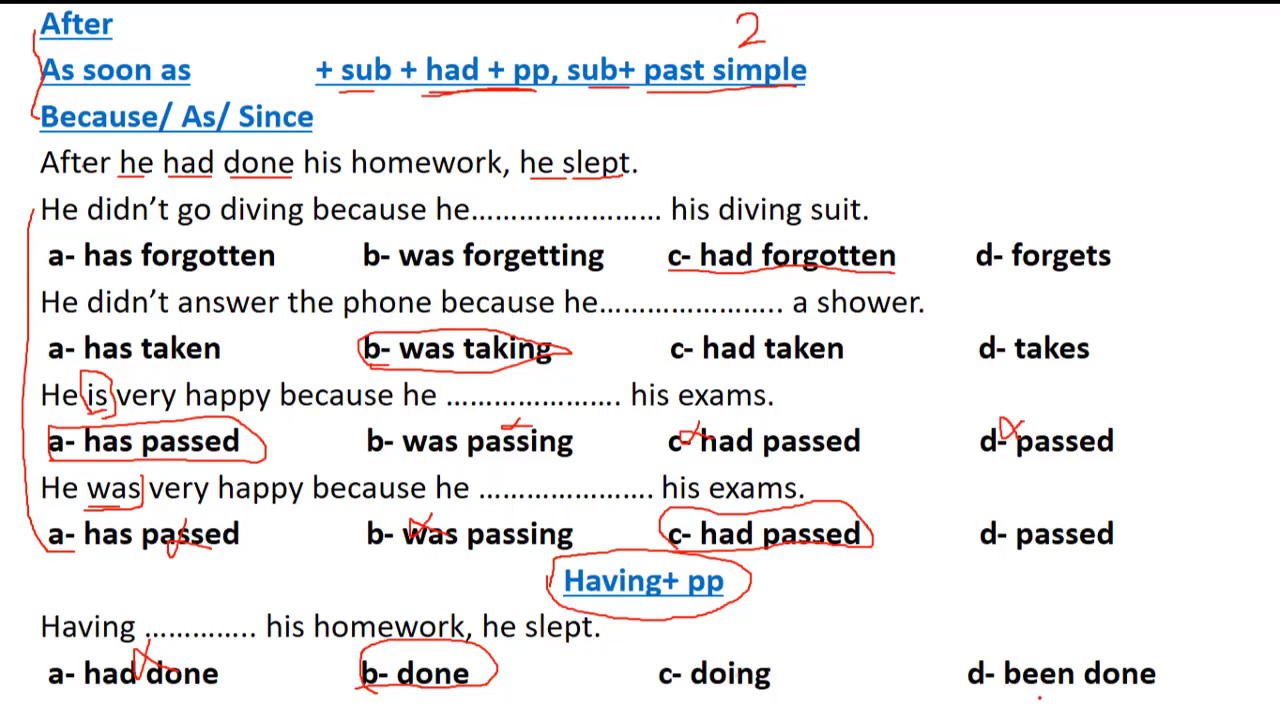 After
2
As soon as + sub + had + pp, sub+ past simple
Because/ As/ Since
After he had done his homework, he slept.
He didn't go diving because he........................ his diving suit.
a- has forgotten b- was forgetting c- had forgotten d- forgets
He didn't answer the phone because he....................... a shower.
a- has taken b- was taking c- had taken d- takes
He is very happy because he ...................... his exams.
a- has passed b- was passing c- had passed d- passed
He was very happy because he ...................... his exams.
a- has passed b- was passing c- had passed d- passed
Having+ pp
Having .............. his homework, he slept.
a- had done b- done c- doing d- been done